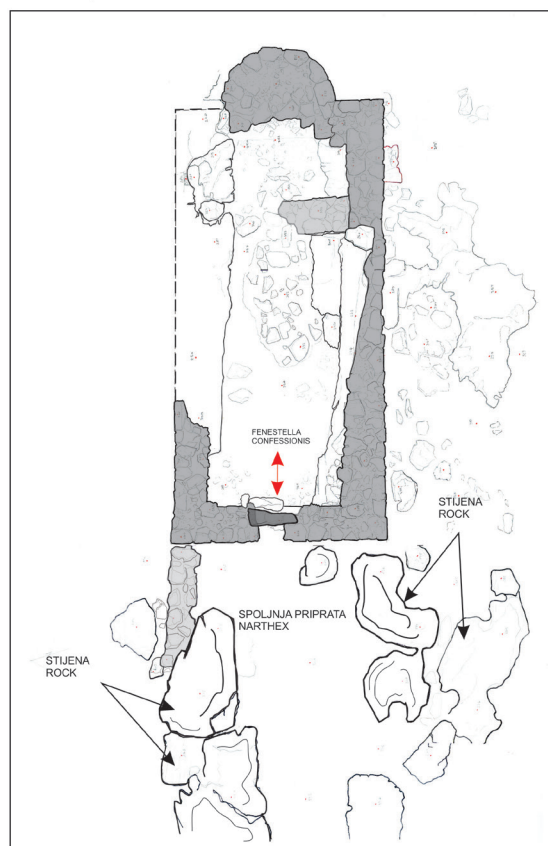 FENESTELLA
CONFESSIONIS
STIJENA
ROCK
SPOLJNJA PRIPRATA
NARTHEX
STIJENA
ROCK